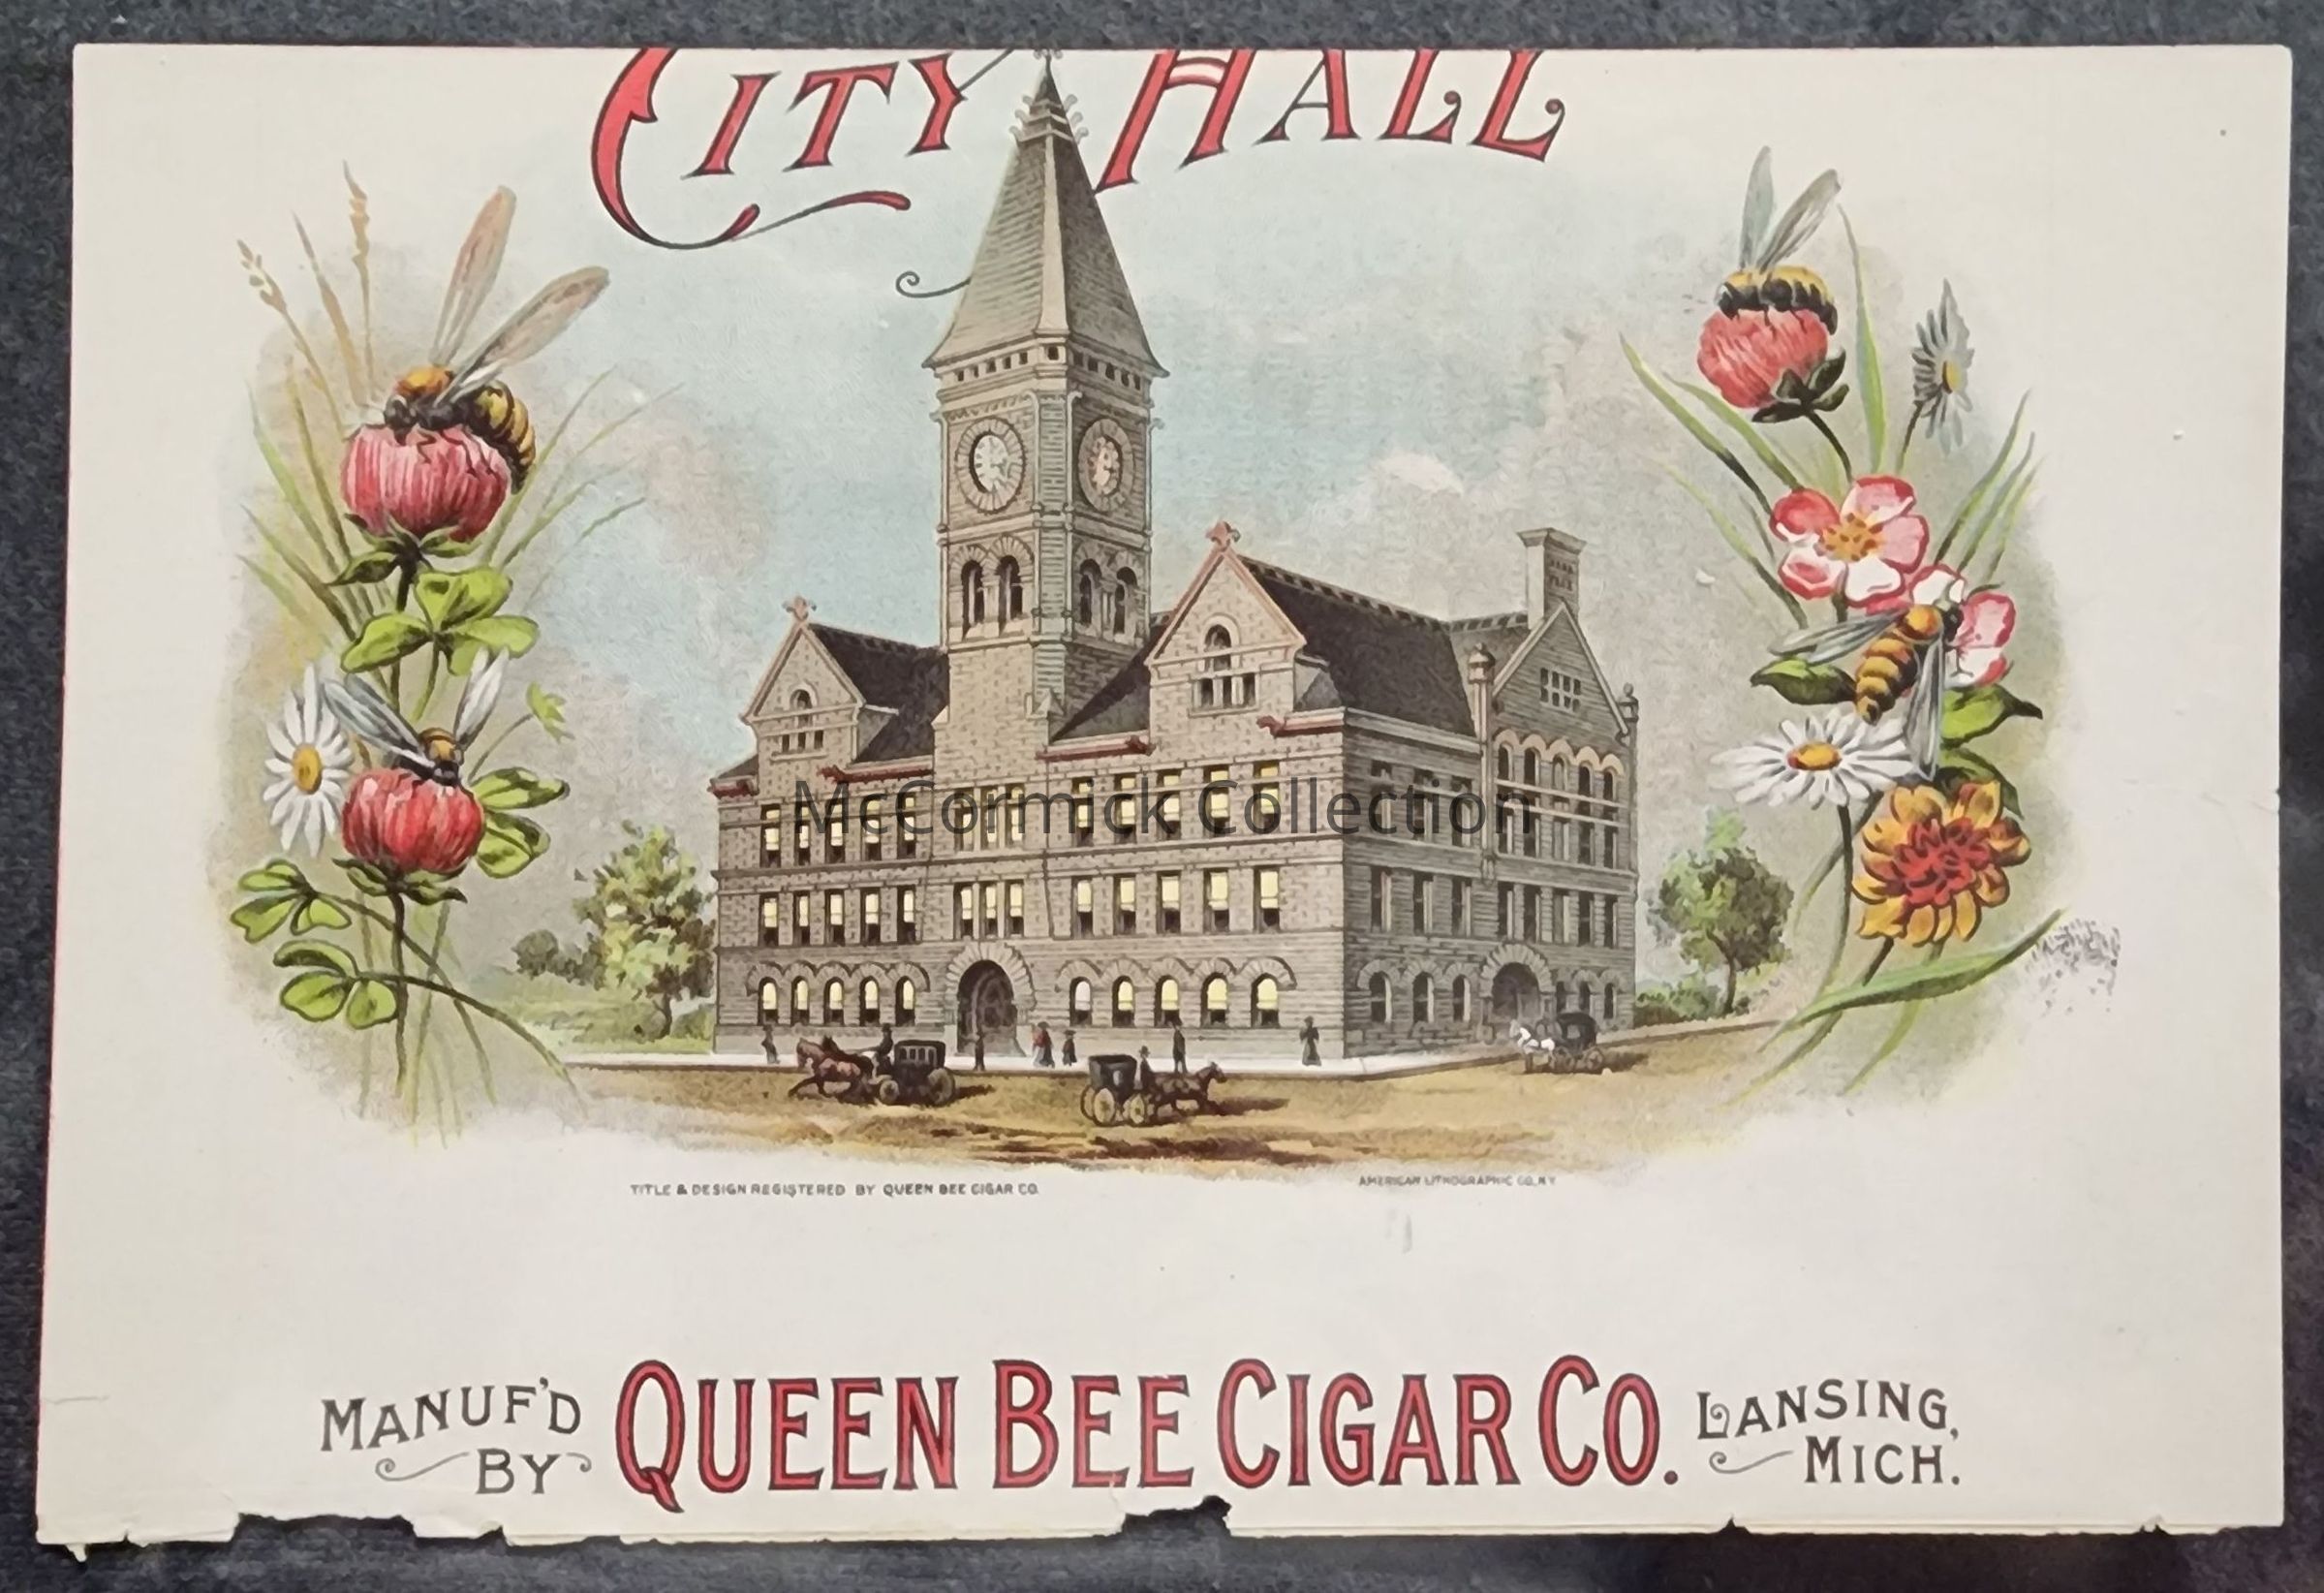 CITY HALL
McCormick Collection
TITLE & DESIGN REGISTERED BY QUEEN BEE CIGAR CO.
AMERICAN LITHOGRAPHIC CO. N.Y.
MANUF'D BY
QUEEN BEE CIGAR CO.
LANSING, MICH.